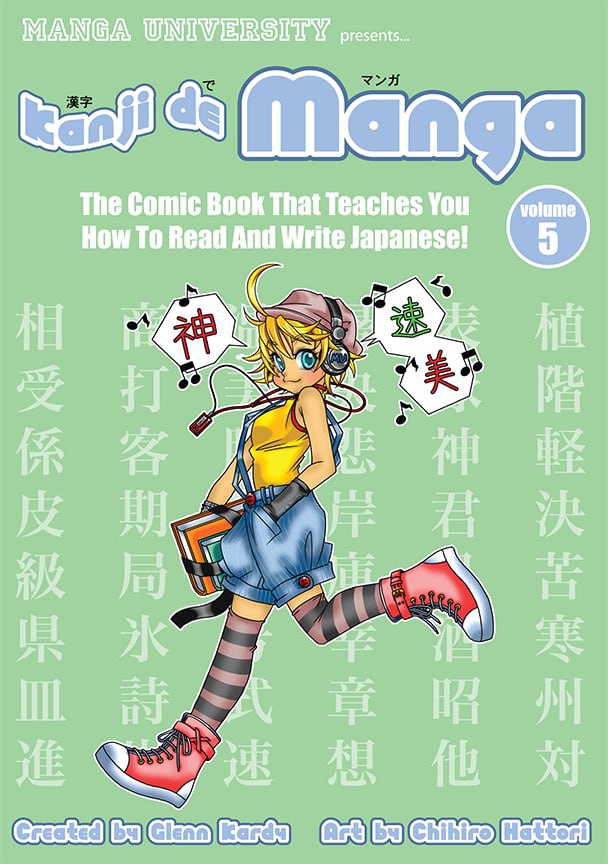 MANGA UNIVERSITY presents...
漢字 で マンガ
Kanji de Manga
The Comic Book That Teaches You
How To Read And Write Japanese!
volume
5
神
速
美
相 商 表 植
受 打 美 階
係 客 悲 神 軽
皮 期 岸 君 決
級 局 庫 苦
県 氷 幸 酒 寒
皿 詩 式 章 昭 州
進 速 想 他 対
MU
Created by Glenn Kardy Art by Chihiro Hattori